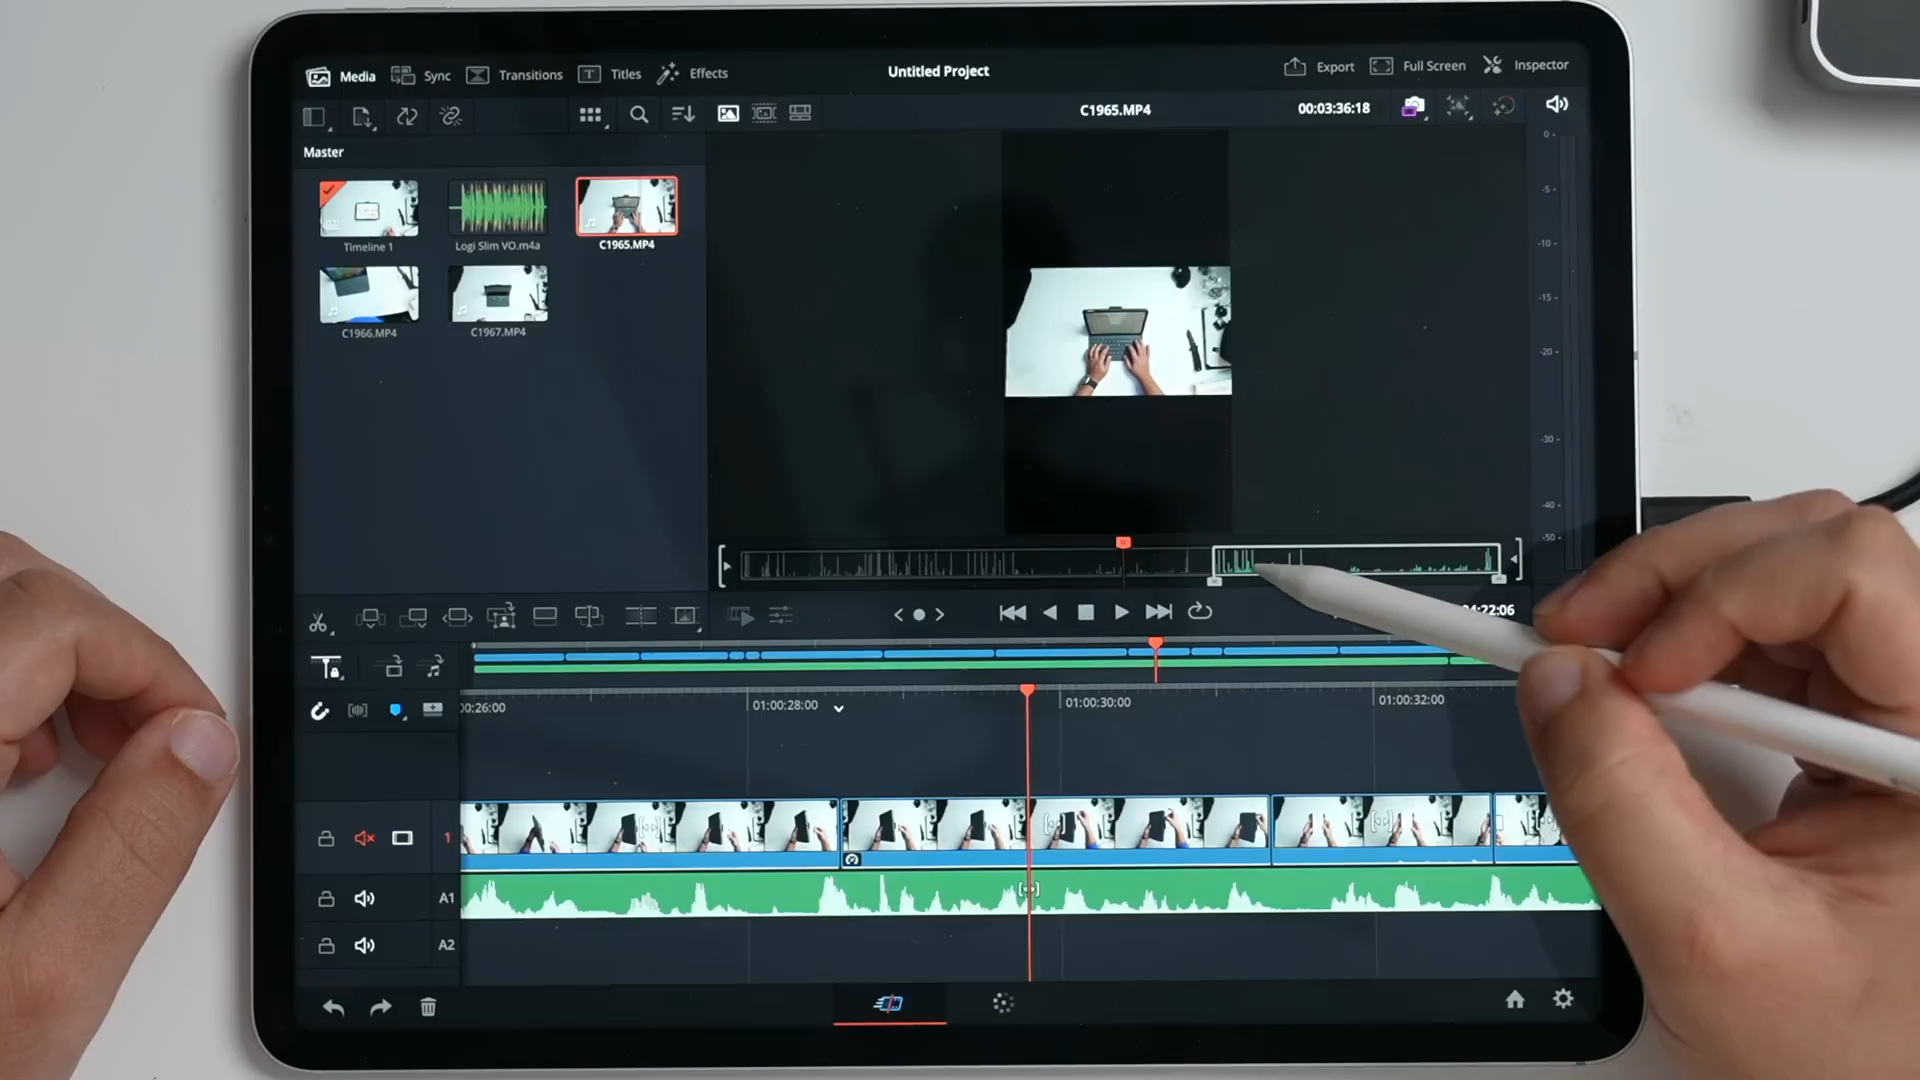 Media Sync Transitions Titles Effects Untitled Project Export Full Screen Inspector
C1965.MP4 00:03:36:18
Master
0
-5
-10
-15
-20
-30
-40
-50
Timeline 1 Logi Slim VO.m4a C1965.MP4
C1966.MP4 C1967.MP4
:22:06
:26:00 01:00:28:00 01:00:30:00 01:00:32:00
1
A1
A2